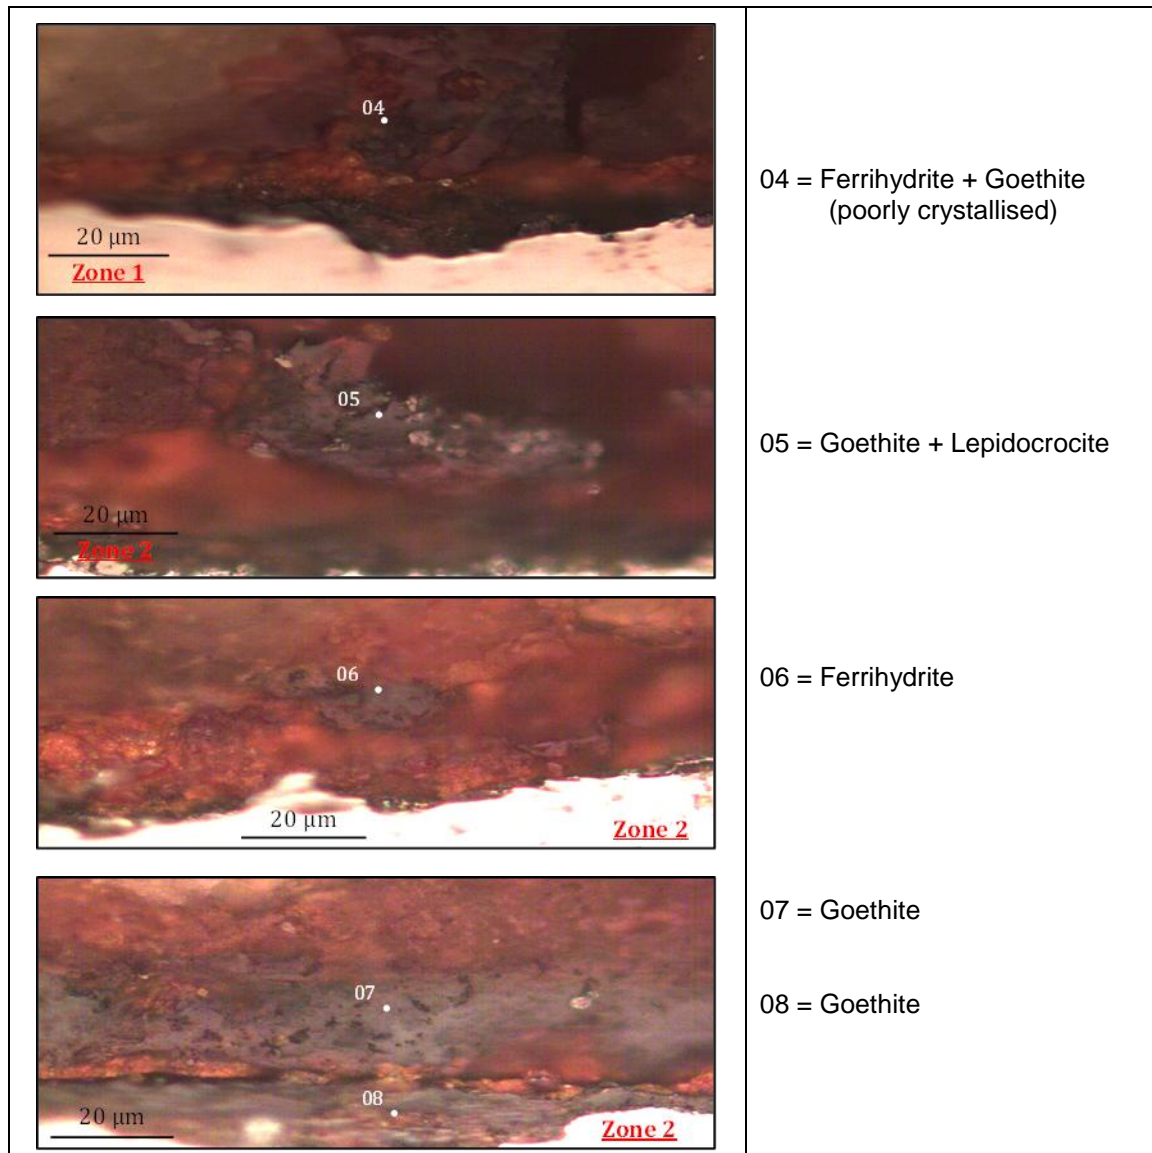 04
20 µm
Zone 1
04 = Ferrihydrite + Goethite
(poorly crystallised)
05
20 µm
Zone 2
05 = Goethite + Lepidocrocite
06
20 µm
Zone 2
06 = Ferrihydrite
07
08
20 µm
Zone 2
07 = Goethite
08 = Goethite